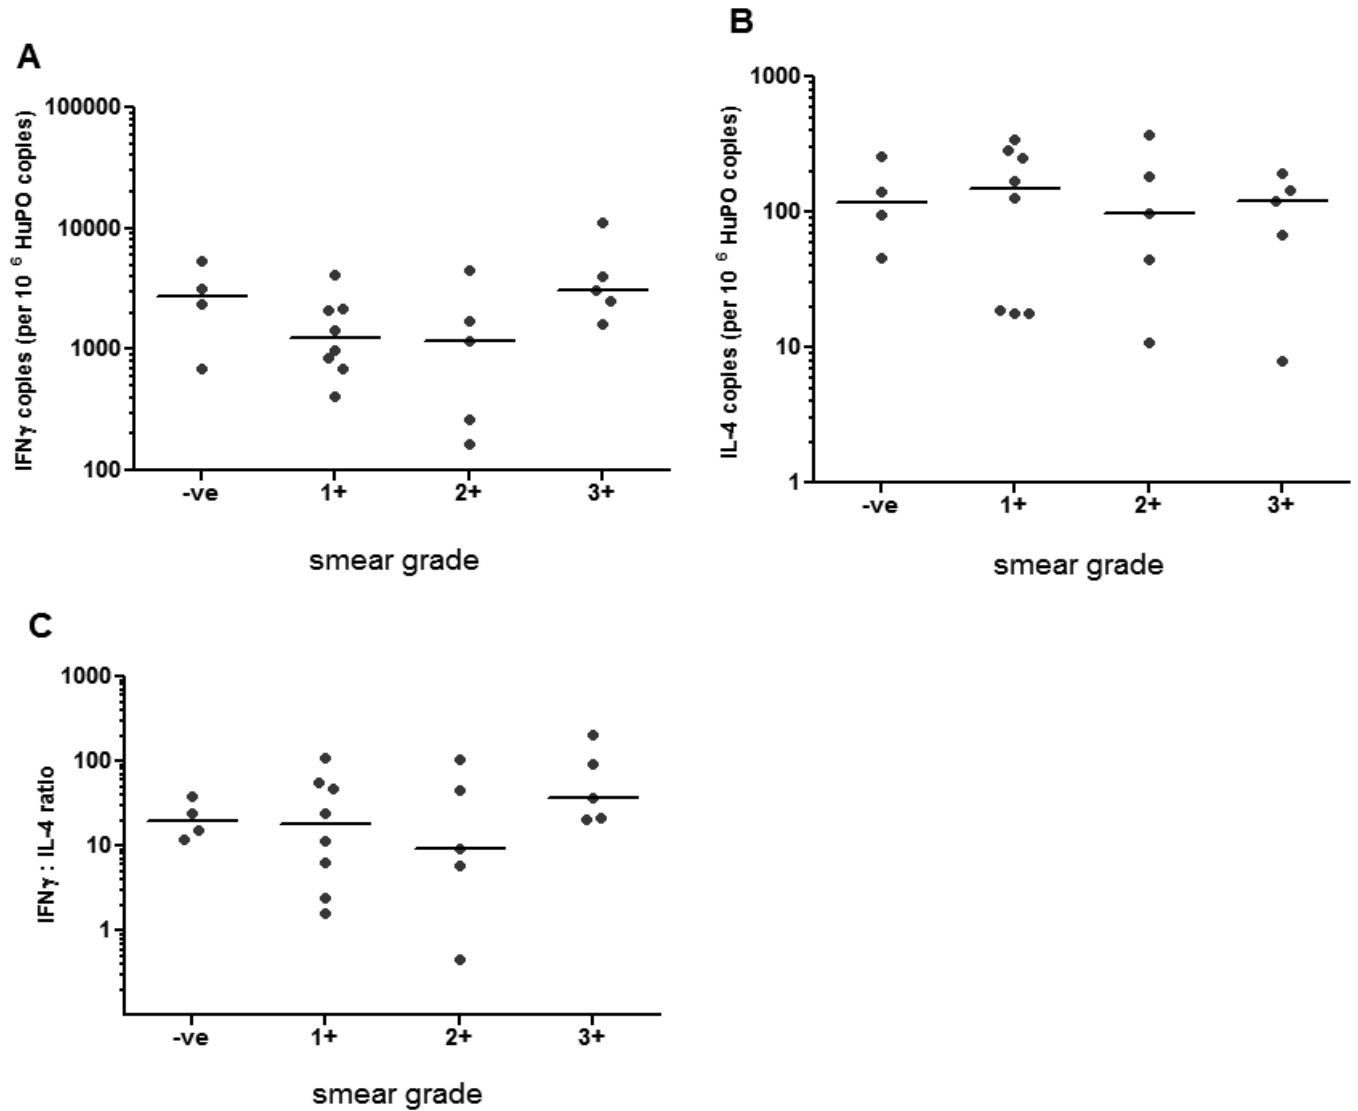 A
IFNγ copies (per 10 6 HuPO copies)
100000
10000
1000
100
-ve 1+ 2+ 3+
smear grade
B
IL-4 copies (per 10 6 HuPO copies)
1000
100
10
1
-ve 1+ 2+ 3+
smear grade
C
IFNγ : IL-4 ratio
1000
100
10
1
-ve 1+ 2+ 3+
smear grade